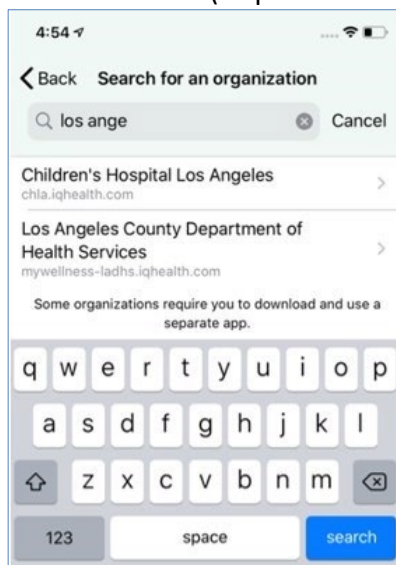 4:54
Back Search for an organization
los ange Cancel
Children's Hospital Los Angeles
chla.iqhealth.com
Los Angeles County Department of
Health Services
mywellness-ladhs.iqhealth.com
Some organizations require you to download and use a
separate app.
q w e r t y u i o p
a s d f g h j k l
z x c v b n m
123 space search